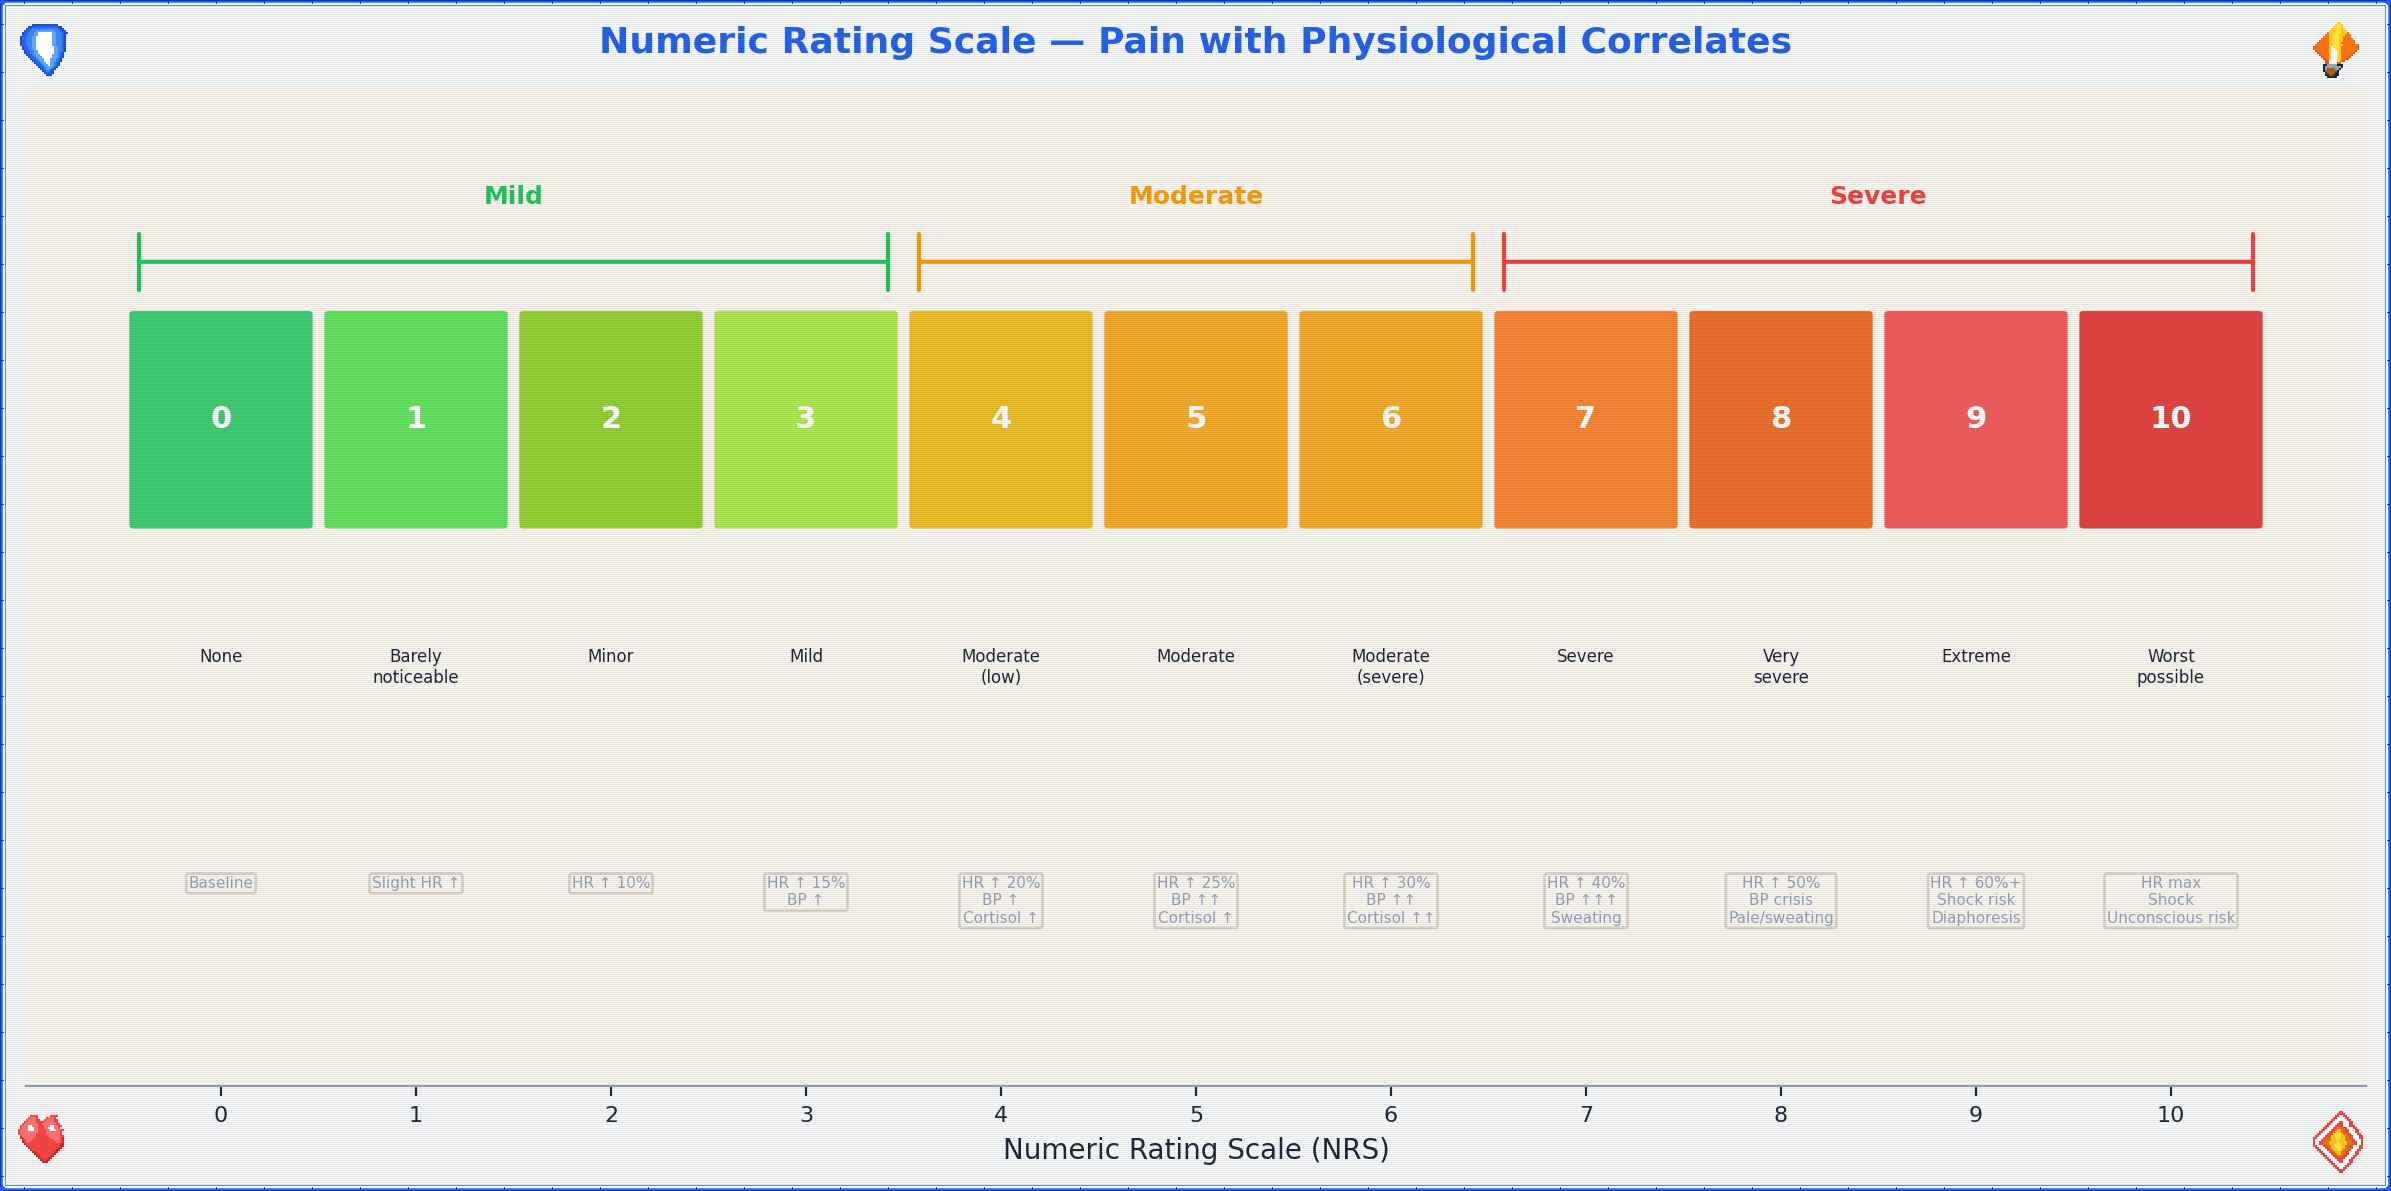 Numeric Rating Scale — Pain with Physiological Correlates
Mild
Moderate
Severe
0
1
2
3
4
5
6
7
8
9
10
None
Barely
noticeable
Minor
Mild
Moderate
(low)
Moderate
Moderate
(severe)
Severe
Very
severe
Extreme
Worst
possible
Baseline
Slight HR ↑
HR ↑ 10%
HR ↑ 15%
BP ↑
HR ↑ 20%
BP ↑
Cortisol ↑
HR ↑ 25%
BP ↑↑
Cortisol ↑
HR ↑ 30%
BP ↑↑
Cortisol ↑↑
HR ↑ 40%
BP ↑↑↑
Sweating
HR ↑ 50%
BP crisis
Pale/sweating
HR ↑ 60%+
Shock risk
Diaphoresis
HR max
Shock
Unconscious risk
0
1
2
3
4
5
6
7
8
9
10
Numeric Rating Scale (NRS)